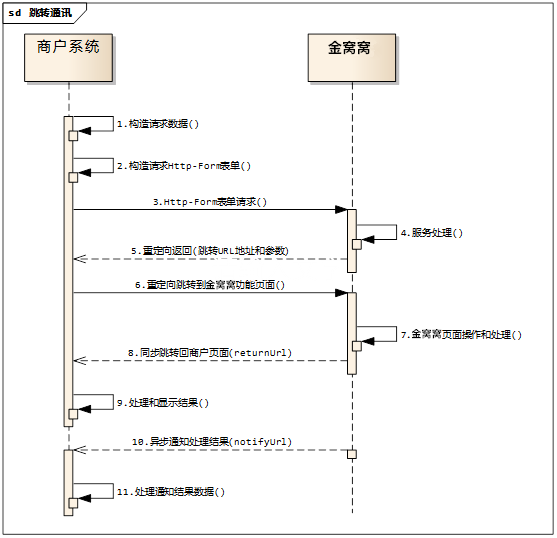 sd 跳转通讯
商户系统
金窝窝
1.构造请求数据()
2.构造请求Http-Form表单()
3.Http-Form表单请求()
4.服务处理()
5.重定向返回(跳转URL地址和参数)
6.重定向跳转到金窝窝功能页面()
7.金窝窝页面操作和处理()
8.同步跳转回商户页面(returnUrl)
9.处理和显示结果()
10.异步通知处理结果(notifyUrl)
11.处理通知结果数据()